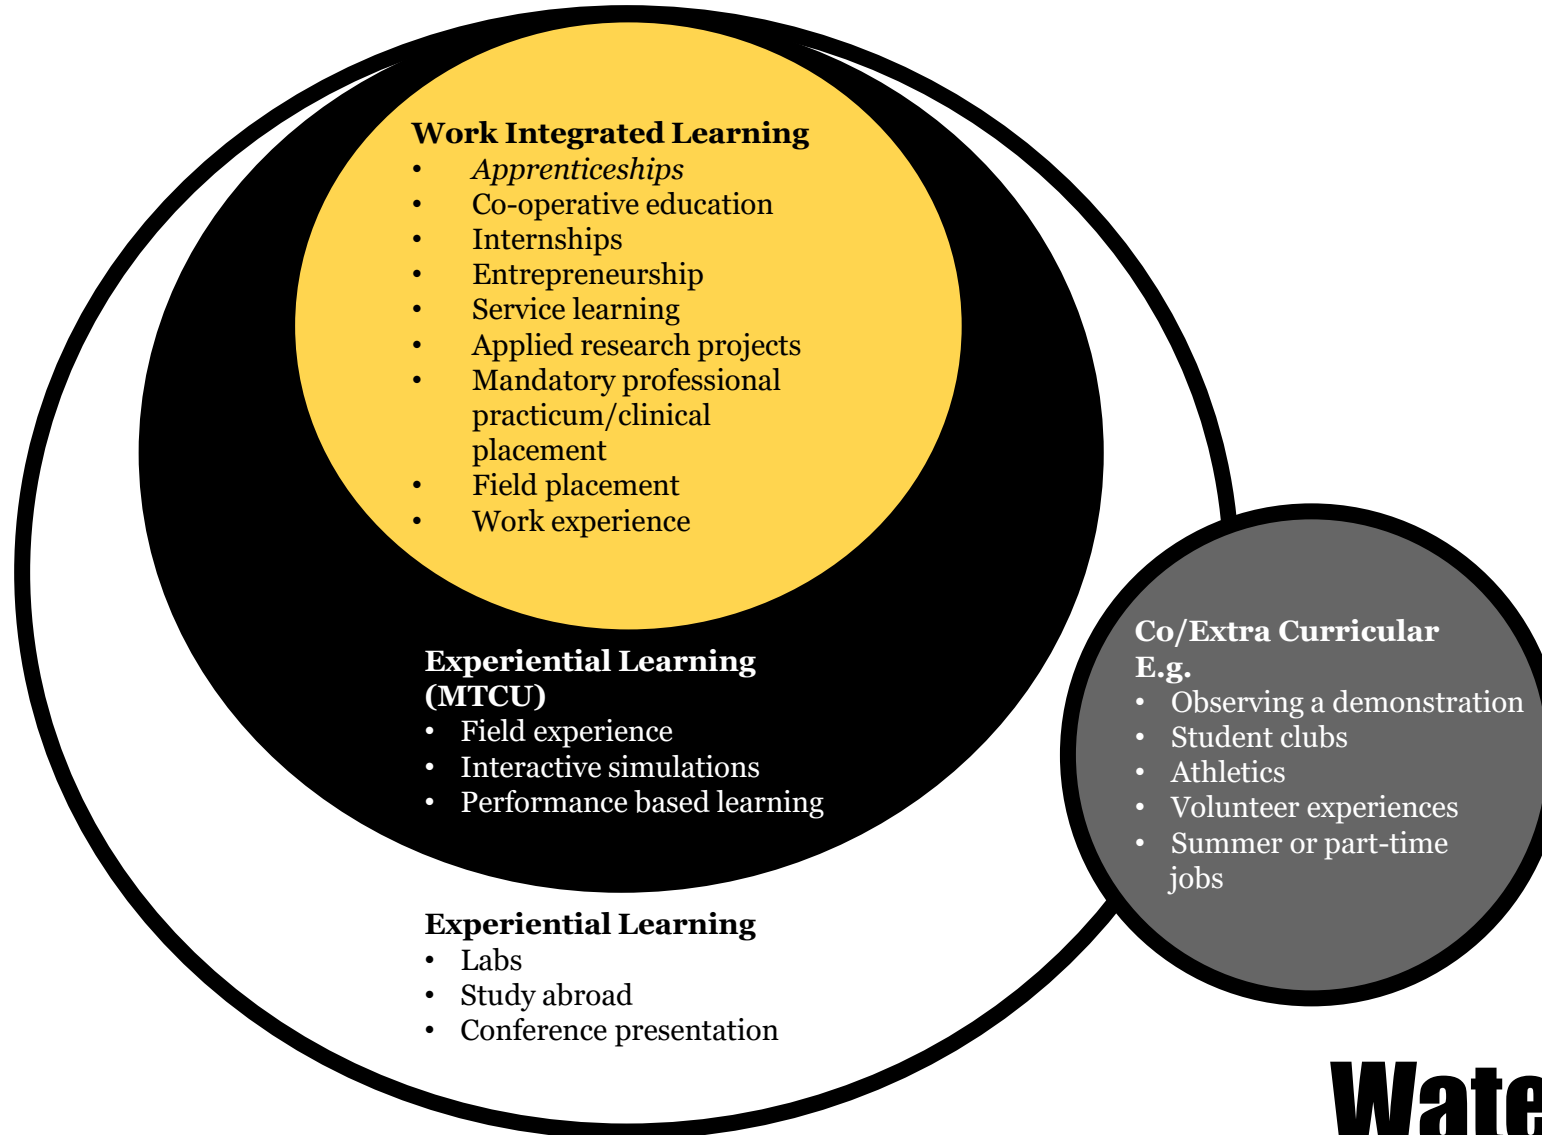 Work Integrated Learning
• Apprenticeships
• Co-operative education
• Internships
• Entrepreneurship
• Service learning
• Applied research projects
• Mandatory professional
practicum/clinical
placement
• Field placement
• Work experience
Experiential Learning
(MTCU)
• Field experience
• Interactive simulations
• Performance based learning
Experiential Learning
• Labs
• Study abroad
• Conference presentation
Co/Extra Curricular
E.g.
• Observing a demonstration
• Student clubs
• Athletics
• Volunteer experiences
• Summer or part-time
jobs
Wate